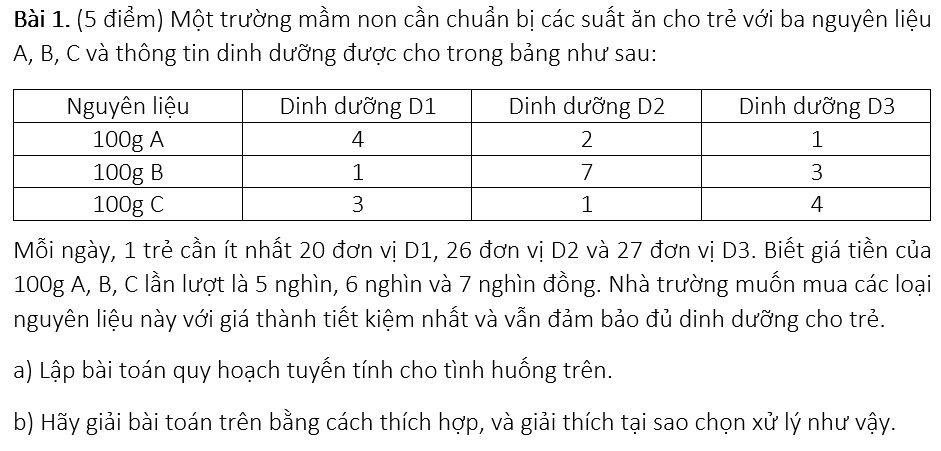 Bài 1. (5 điểm) Một trường mầm non cần chuẩn bị các suất ăn cho trẻ với ba nguyên liệu
A, B, C và thông tin dinh dưỡng được cho trong bảng như sau:
Nguyên liệu Dinh dưỡng D1 Dinh dưỡng D2 Dinh dưỡng D3
100g A 4 2 1
100g B 1 7 3
100g C 3 1 4
Mỗi ngày, 1 trẻ cần ít nhất 20 đơn vị D1, 26 đơn vị D2 và 27 đơn vị D3. Biết giá tiền của
100g A, B, C lần lượt là 5 nghìn, 6 nghìn và 7 nghìn đồng. Nhà trường muốn mua các loại
nguyên liệu này với giá thành tiết kiệm nhất và vẫn đảm bảo đủ dinh dưỡng cho trẻ.
a) Lập bài toán quy hoạch tuyến tính cho tình huống trên.
b) Hãy giải bài toán trên bằng cách thích hợp, và giải thích tại sao chọn xử lý như vậy.